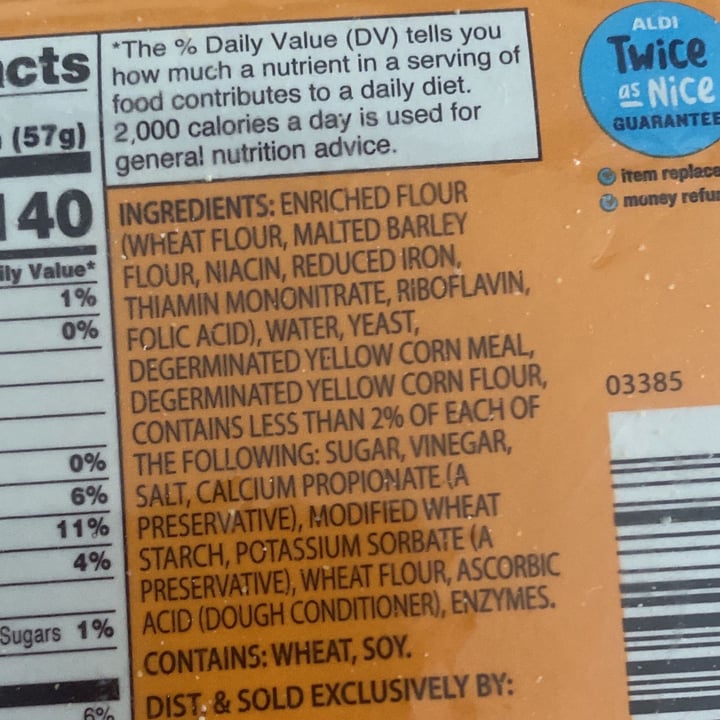 acts
(57g)
140
ily Value*
1%
0%
0%
6%
11%
4%
Sugars 1%
6%
*The % Daily Value (DV) tells you
how much a nutrient in a serving of
food contributes to a daily diet.
2,000 calories a day is used for
general nutrition advice.
INGREDIENTS: ENRICHED FLOUR
(WHEAT FLOUR, MALTED BARLEY
FLOUR, NIACIN, REDUCED IRON,
THIAMIN MONONITRATE, RIBOFLAVIN,
FOLIC ACID), WATER, YEAST,
DEGERMINATED YELLOW CORN MEAL,
DEGERMINATED YELLOW CORN FLOUR,
CONTAINS LESS THAN 2% OF EACH OF
THE FOLLOWING: SUGAR, VINEGAR,
SALT, CALCIUM PROPIONATE (A
PRESERVATIVE), MODIFIED WHEAT
STARCH, POTASSIUM SORBATE (A
PRESERVATIVE), WHEAT FLOUR, ASCORBIC
ACID (DOUGH CONDITIONER), ENZYMES.
CONTAINS: WHEAT, SOY.
DIST. & SOLD EXCLUSIVELY BY:
ALDI
Twice
as Nice
GUARANTEE
item replace
money refu
03385